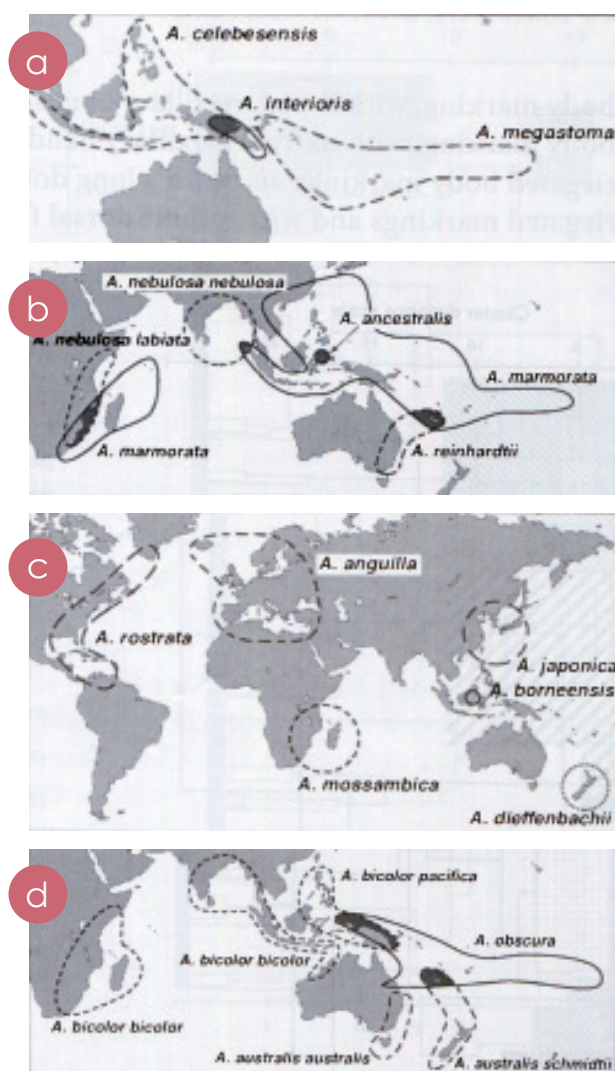 a
A. celebesensis
A. interioris
A. megastoma
b
A. nebulosa nebulosa
A. ancestralis
A. nebulosa labiata
A. marmorata
A. marmorata
A. reinhardtii
c
A. anguilla
A. rostrata
A. japonica
A. borneensis
A. mossambica
A. dieffenbachii
d
A. bicolor pacifica
A. obscura
A. bicolor bicolor
A. bicolor bicolor
A. australis australis
A. australis schmidtii